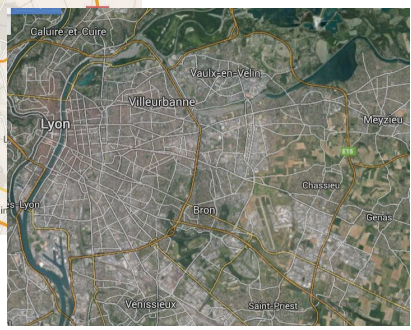 Caluire-et-Cuire
Vaulx-en-Velin
Villeurbanne
Lyon
Meyzieu
E15
Chassieu
es-Lyon
Bron
Genas
Vénissieux
Saint-Priest